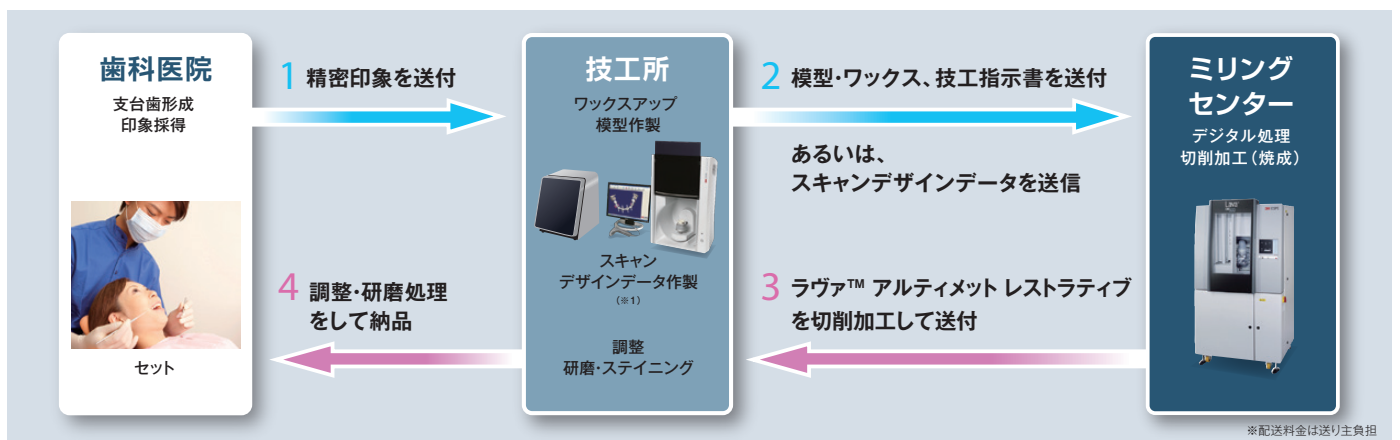 歯科医院
支台歯形成
印象採得
セット
1 精密印象を送付
4 調整・研磨処理
をして納品
技工所
ワックスアップ
模型作製
スキャン
デザインデータ作製
(※1)
調整
研磨・ステイニング
2 模型・ワックス、技工指示書を送付
あるいは、
スキャンデザインデータを送信
3 ラヴァ™ アルティメット レストラティブ
を切削加工して送付
ミリング
センター
デジタル処理
切削加工(焼成)
※配送料金は送り主負担